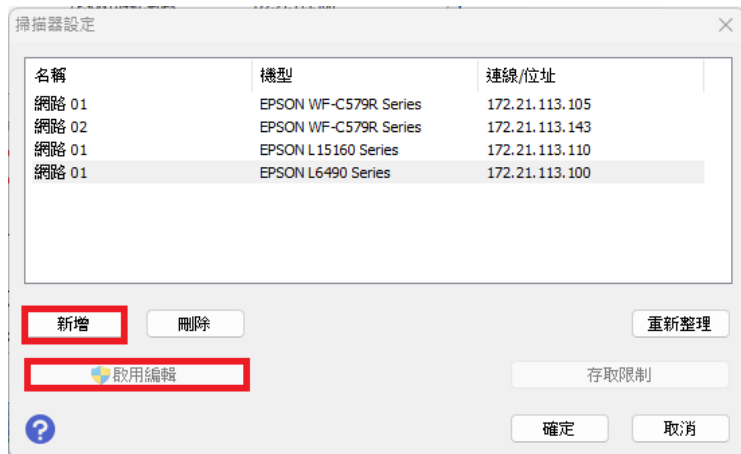 掃描器設定
名稱 機型 連線/位址
網路 01 EPSON WF-C579R Series 172.21.113.105
網路 02 EPSON WF-C579R Series 172.21.113.143
網路 01 EPSON L15160 Series 172.21.113.110
網路 01 EPSON L6490 Series 172.21.113.100
新增 刪除 重新整理
啟用編輯 存取限制
? 確定 取消